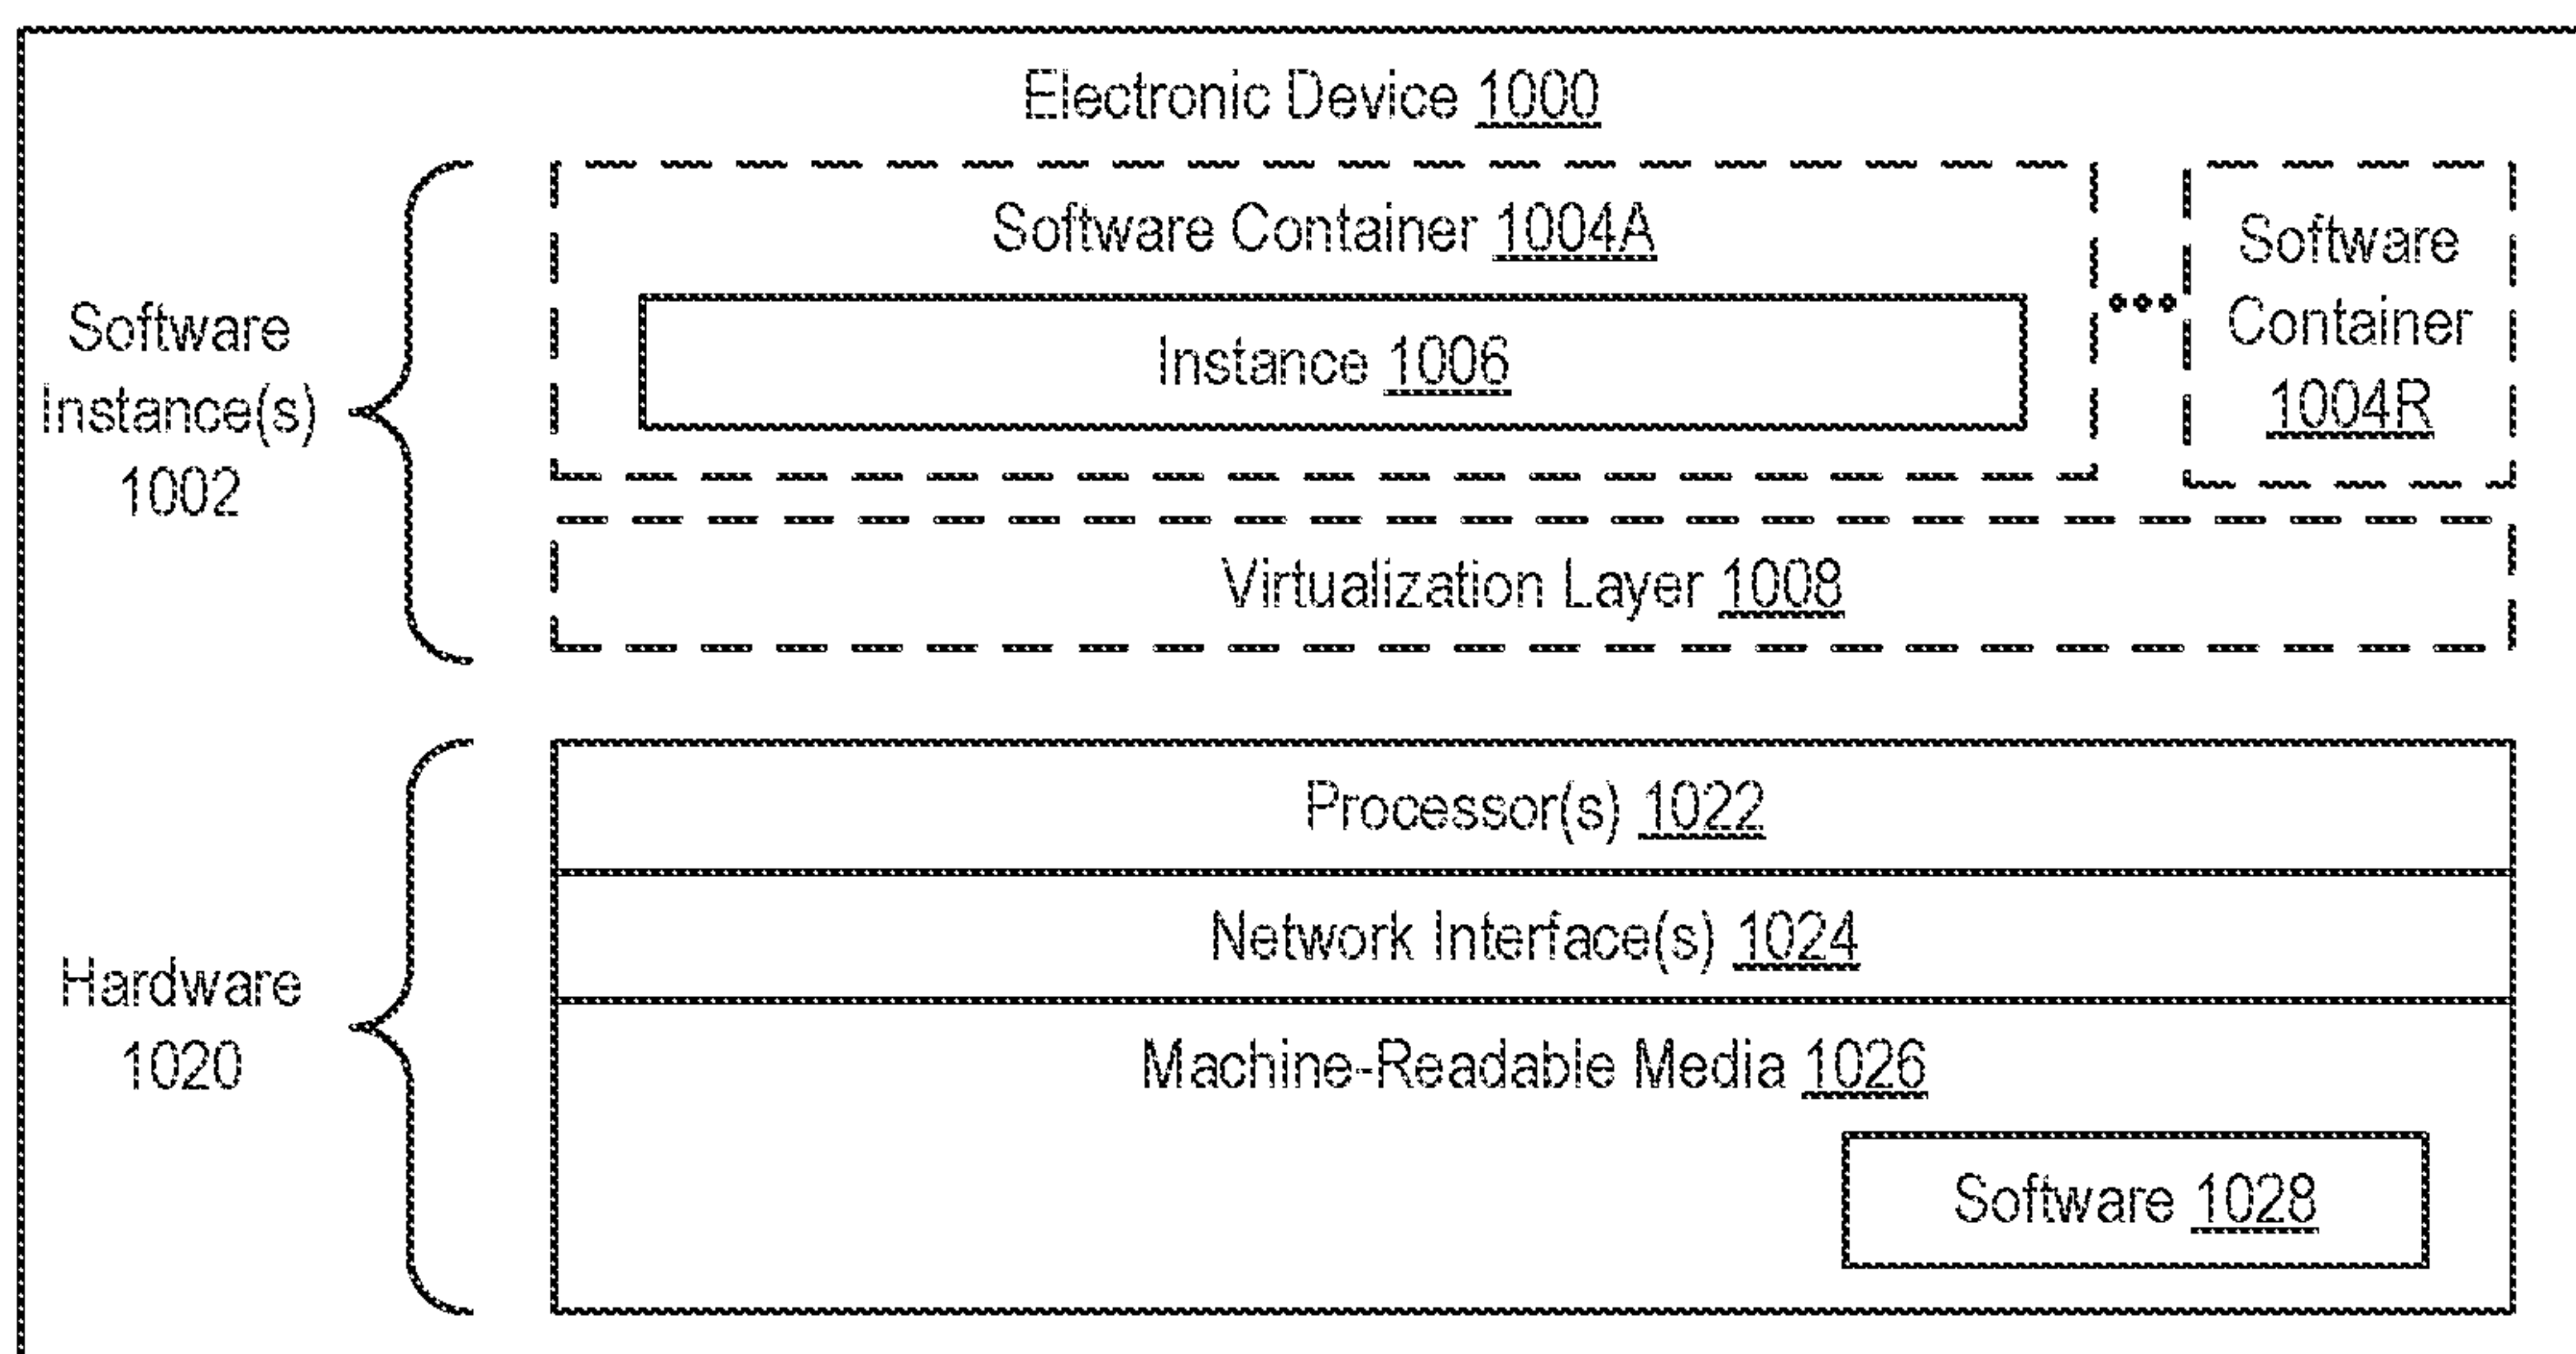 Electronic Device 1000
Software Container 1004A
Software
Container
1004R
Instance 1006
Software
Instance(s)
1002
Virtualization Layer 1008
Processor(s) 1022
Network Interface(s) 1024
Hardware
1020
Machine-Readable Media 1026
Software 1028